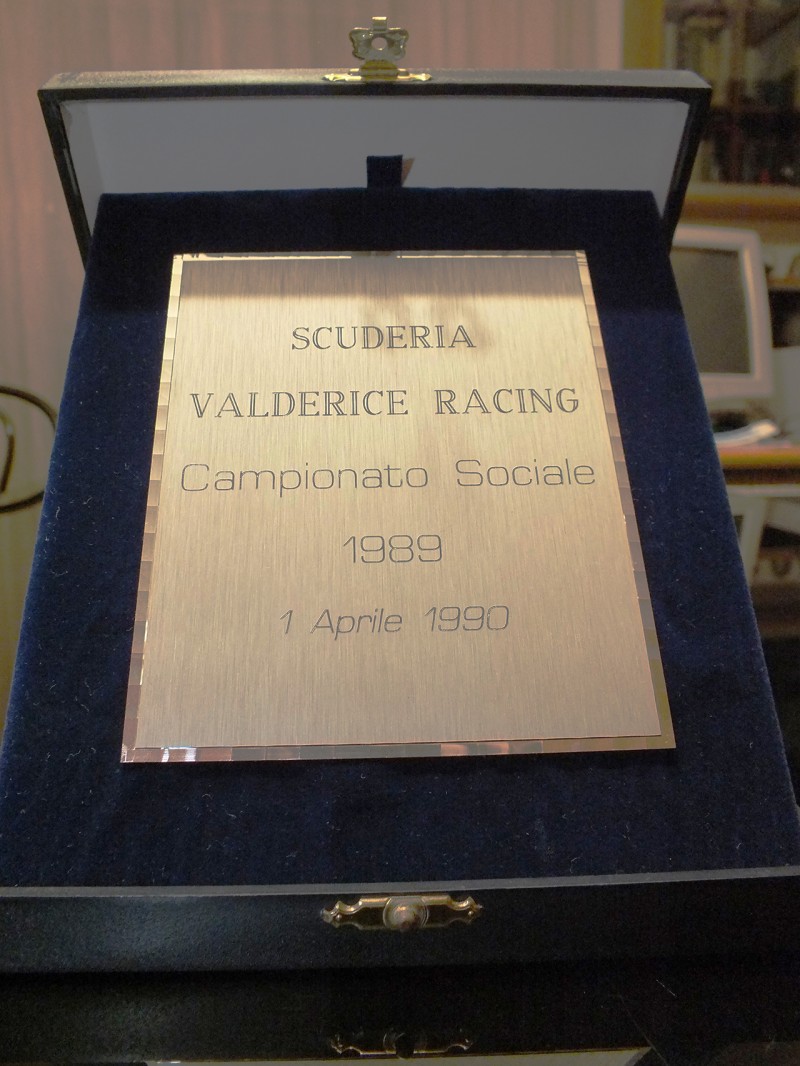 SCUDERIA
VALDERICE RACING
Campionato Sociale
1989
1 Aprile 1990